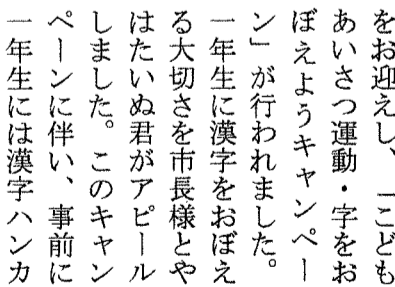 をお迎えし、「こども
あいさつ運動・字をお
ぼえようキャンペー
ン」が行われました。
一年生に漢字をおぼえ
る大切さを市長様とや
はたいぬ君がアピール
しました。このキャン
ペーンに伴い、事前に
一年生には漢字ハンカ